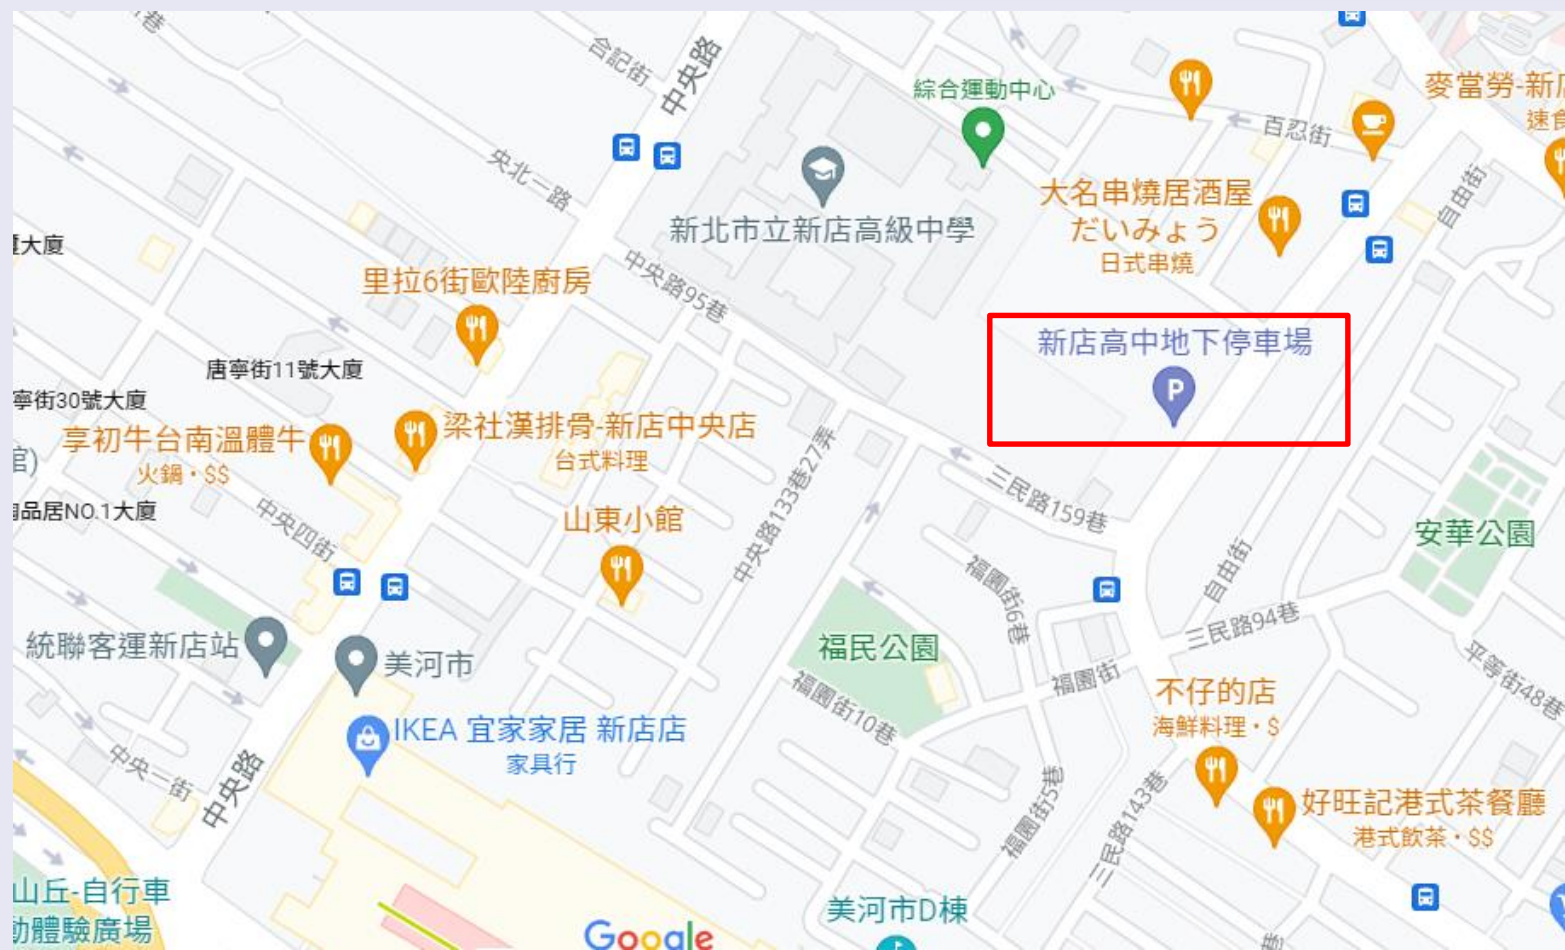 合記街
中央路
綜合運動中心
百忍街
麥當勞-新店
速食
央北一路
新北市立新店高級中學
大名串燒居酒屋
だいみょう
日式串燒
自由街
大廈
里拉6街歐陸廚房
中央路95巷
新店高中地下停車場
P
唐寧街11號大廈
寧街30號大廈
享初牛台南溫體牛
火鍋・$$
梁社漢排骨-新店中央店
台式料理
館)
品居NO.1大廈
中央四街
山東小館
中央路133巷27弄
三民路159巷
安華公園
自由街
福園街6巷
三民路94巷
統聯客運新店站
美河市
福民公園
福園街
平等街48巷
福園街10巷
不仔的店
海鮮料理・$
IKEA 宜家家居 新店店
家具行
中央一街
中央路
福園街5巷
三民路143巷
好旺記港式茶餐廳
港式飲茶・$$
山丘-自行車
動體驗廣場
美河市D棟
Google
巷